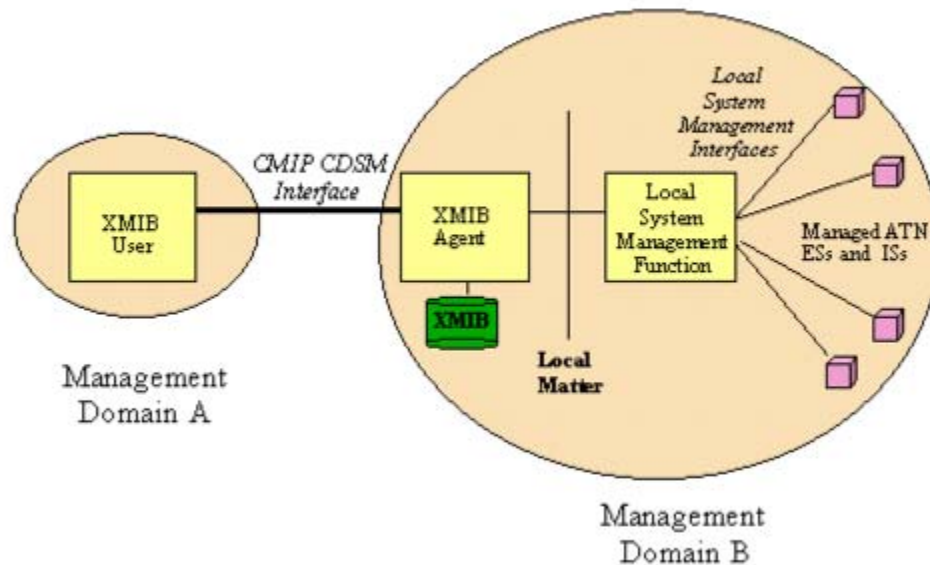 CMIP CDSM
Interface
XMIB
User
Management
Domain A
XMIB
Agent
XMIB
Local
Matter
Local
System
Management
Function
Local
System
Management
Interfaces
Managed ATN
ESs and ISs
Management
Domain B